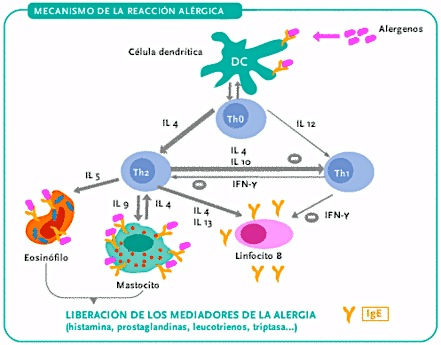 MECANISMO DE LA REACCIÓN ALÉRGICA
Alergenos
Célula dendrítica
DC
Th0
IL 4
IL 12
IL 4
IL 10
Th2
Th1
IFN-γ
IL 5
IL 9
IL 4
IL 4
IL 13
IFN-γ
Eosinófilo
Mastocito
Linfocito B
LIBERACIÓN DE LOS MEDIADORES DE LA ALERGIA
(histamina, prostaglandinas, leucotrienos, triptasa...)
IgE